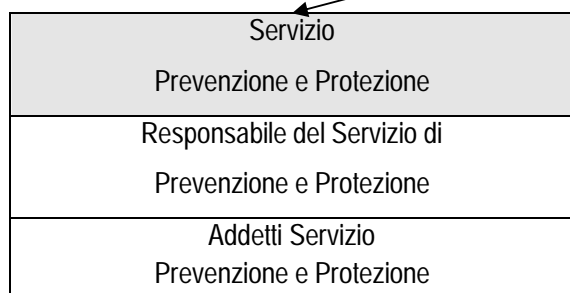 Servizio
Prevenzione e Protezione
Responsabile del Servizio di
Prevenzione e Protezione
Addetti Servizio
Prevenzione e Protezione